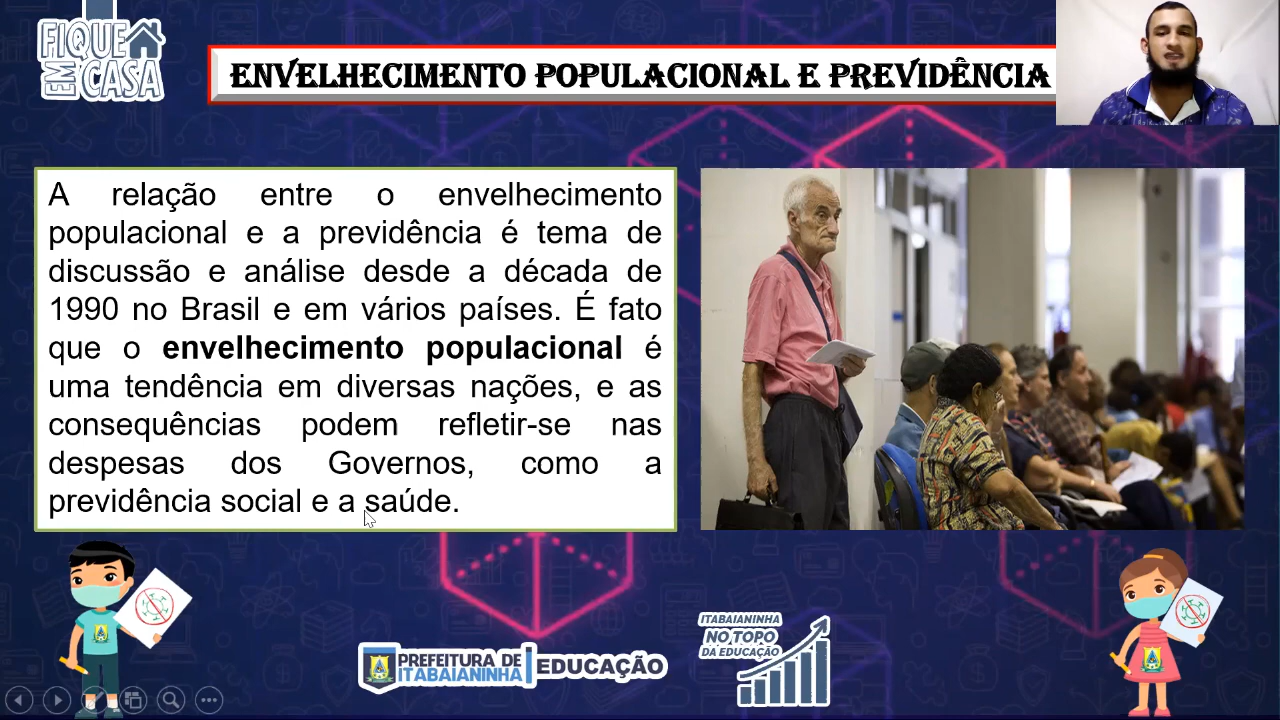 FIQUE
EM CASA
ENVELHECIMENTO POPULACIONAL E PREVIDÊNCIA
A relação entre o envelhecimento
populacional e a previdência é tema de
discussão e análise desde a década de
1990 no Brasil e em vários países. É fato
que o envelhecimento populacional é
uma tendência em diversas nações, e as
consequências podem refletir-se nas
despesas dos Governos, como a
previdência social e a saúde.
PREFEITURA DE
ITABAIANINHA
EDUCAÇÃO
ITABAIANINHA
NO TOPO
DA EDUCAÇÃO